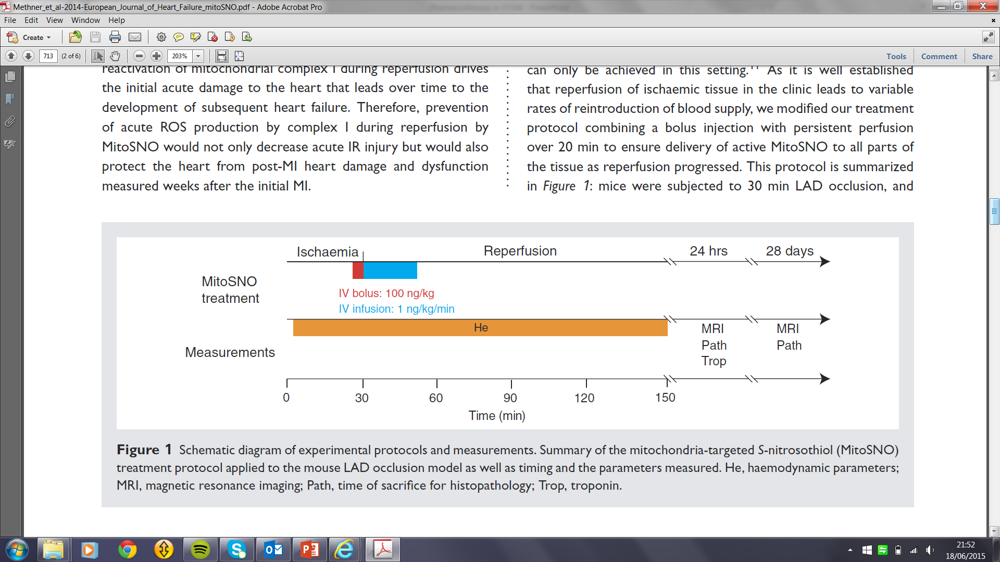 Methner_et_al-2014-European_Journal_of_Heart_Failure_mitoSNO.pdf - Adobe Acrobat Pro
File Edit View Window Help
Create
713 (2 of 6) 203% Tools Comment Share
reactivation of mitochondrial complex I during reperfusion drives
the initial acute damage to the heart that leads over time to the
development of subsequent heart failure. Therefore, prevention
of acute ROS production by complex I during reperfusion by
MitoSNO would not only decrease acute IR injury but would also
protect the heart from post-MI heart damage and dysfunction
measured weeks after the initial MI.
can only be achieved in this setting.11 As it is well established
that reperfusion of ischaemic tissue in the clinic leads to variable
rates of reintroduction of blood supply, we modified our treatment
protocol combining a bolus injection with persistent perfusion
over 20 min to ensure delivery of active MitoSNO to all parts of
the tissue as reperfusion progressed. This protocol is summarized
in Figure 1: mice were subjected to 30 min LAD occlusion, and
Ischaemia Reperfusion 24 hrs 28 days
MitoSNO
treatment
IV bolus: 100 ng/kg
IV infusion: 1 ng/kg/min
He
Measurements
MRI
Path
Trop
MRI
Path
0 30 60 90 120 150
Time (min)
Figure 1 Schematic diagram of experimental protocols and measurements. Summary of the mitochondria-targeted S-nitrosothiol (MitoSNO)
treatment protocol applied to the mouse LAD occlusion model as well as timing and the parameters measured. He, haemodynamic parameters;
MRI, magnetic resonance imaging; Path, time of sacrifice for histopathology; Trop, troponin.
21:52
18/06/2015